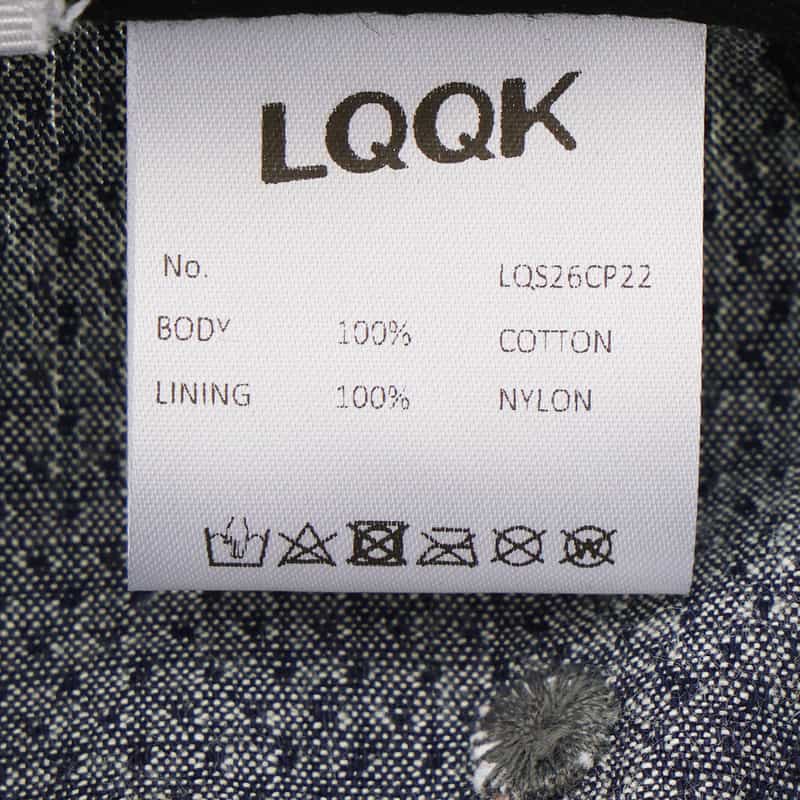 LQQK
No. LQS26CP22
BODY 100% COTTON
LINING 100% NYLON
W